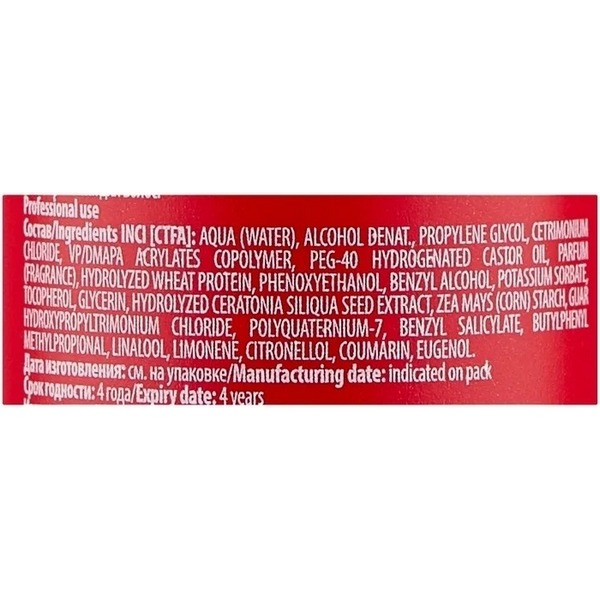 Professional use
Состав/Ingredients INCI [CTFA]: AQUA (WATER), ALCOHOL DENAT., PROPYLENE GLYCOL, CETRIMONIUM
CHLORIDE, VP/DMAPA ACRYLATES COPOLYMER, PEG-40 HYDROGENATED CASTOR OIL, PARFUM
(FRAGRANCE), HYDROLYZED WHEAT PROTEIN, PHENOXYETHANOL, BENZYL ALCOHOL, POTASSIUM SORBATE,
TOCOPHEROL, GLYCERIN, HYDROLYZED CERATONIA SILIQUA SEED EXTRACT, ZEA MAYS (CORN) STARCH, GUAR
HYDROXYPROPYLTRIMONIUM CHLORIDE, POLYQUATERNIUM-7, BENZYL SALICYLATE, BUTYLPHENYL
METHYLPROPIONAL, LINALOOL, LIMONENE, CITRONELLOL, COUMARIN, EUGENOL.
Дата изготовления: см. на упаковке/Manufacturing date: indicated on pack
Срок годности: 4 года/Expiry date: 4 years